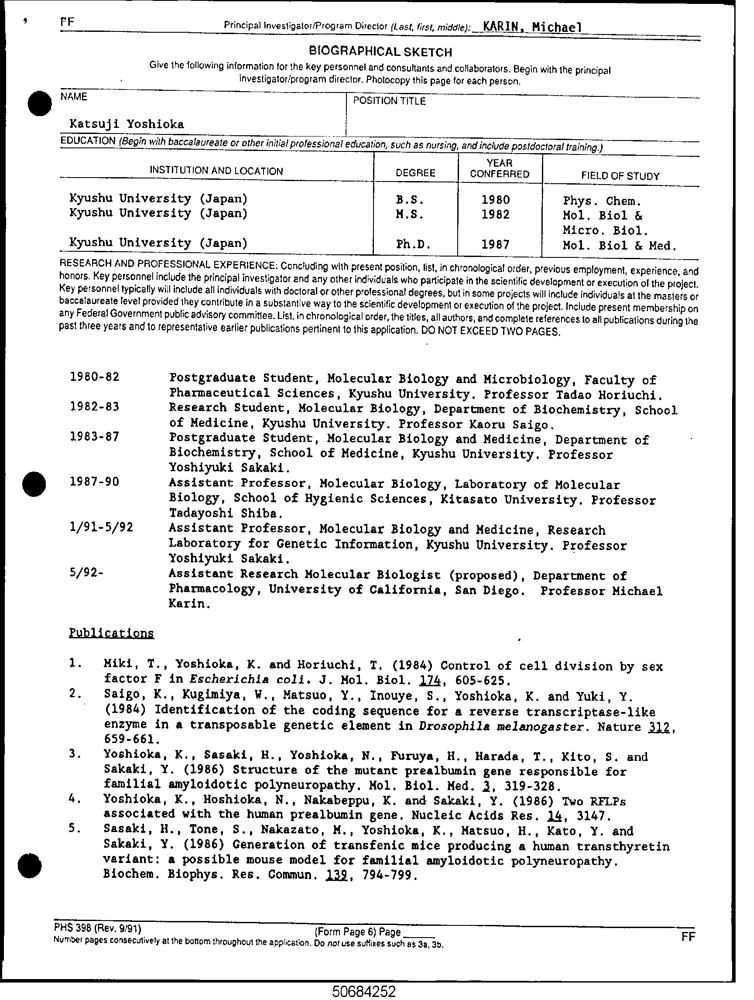 FF
Principal Investigator/Program Director (Last, first, middle): KARIN, Michael
BIOGRAPHICAL SKETCH
Give the following information for the key personnel and consultants and collaborators. Begin with the principal
investigator/program director. Photocopy this page for each person.
NAME
POSITION TITLE
Katsuji Yoshioka
EDUCATION (Begin with baccalaureate or other initial professional education, such as nursing, and include postdoctoral training.)
INSTITUTION AND LOCATION DEGREE YEAR CONFERRED FIELD OF STUDY
Kyushu University (Japan) B.S. 1980 Phys. Chem.
Kyushu University (Japan) M.S. 1982 Mol. Biol &
Micro. Biol.
Kyushu University (Japan) Ph.D. 1987 Mol. Biol & Med.
RESEARCH AND PROFESSIONAL EXPERIENCE: Concluding with present position, list, in chronological order, previous employment, experience, and
honors. Key personnel include the principal investigator and any other individuals who participate in the scientific development or execution of the project.
Key personnel typically will include all individuals with doctoral or other professional degrees, but in some projects will include individuals at the masters or
baccalaureate level provided they contribute in a substantive way to the scientific development or execution of the project. Include present membership on
any Federal Government public advisory committee. List, in chronological order, the titles, all authors, and complete references to all publications during the
past three years and to representative earlier publications pertinent to this application. DO NOT EXCEED TWO PAGES.
1980-82 Postgraduate Student, Molecular Biology and Microbiology, Faculty of
Pharmaceutical Sciences, Kyushu University. Professor Tadao Horiuchi.
1982-83 Research Student, Molecular Biology, Department of Biochemistry, School
of Medicine, Kyushu University. Professor Kaoru Saigo.
1983-87 Postgraduate Student, Molecular Biology and Medicine, Department of
Biochemistry, School of Medicine, Kyushu University. Professor
Yoshiyuki Sakaki.
1987-90 Assistant Professor, Molecular Biology, Laboratory of Molecular
Biology, School of Hygienic Sciences, Kitasato University. Professor
Tadayoshi Shiba.
1/91-5/92 Assistant Professor, Molecular Biology and Medicine, Research
Laboratory for Genetic Information, Kyushu University. Professor
Yoshiyuki Sakaki.
5/92- Assistant Research Molecular Biologist (proposed), Department of
Pharmacology, University of California, San Diego. Professor Michael
Karin.
Publications
1. Miki, T., Yoshioka, K. and Horiuchi, T. (1984) Control of cell division by sex
factor F in Escherichia coli. J. Mol. Biol. 174, 605-625.
2. Saigo, K., Kugimiya, W., Matsuo, Y., Inouye, S., Yoshioka, K. and Yuki, Y.
(1984) Identification of the coding sequence for a reverse transcriptase-like
enzyme in a transposable genetic element in Drosophila melanogaster. Nature 312,
659-661.
3. Yoshioka, K., Sasaki, H., Yoshioka, N., Furuya, H., Harada, T., Kito, S. and
Sakaki, Y. (1986) Structure of the mutant prealbumin gene responsible for
familial amyloidotic polyneuropathy. Mol. Biol. Med. 3, 319-328.
4. Yoshioka, K., Hoshioka, N., Nakabeppu, K. and Sakaki, Y. (1986) Two RFLPs
associated with the human prealbumin gene. Nucleic Acids Res. 14, 3147.
5. Sasaki, H., Tone, S., Nakazato, M., Yoshioka, K., Matsuo, H., Kato, Y. and
Sakaki, Y. (1986) Generation of transfenic mice producing a human transthyretin
variant: a possible mouse model for familial amyloidotic polyneuropathy.
Biochem. Biophys. Res. Commun. 139, 794-799.
PHS 398 (Rev. 9/91) (Form Page 6) Page
Number pages consecutively at the bottom throughout the application. Do not use suffixes such as 3a, 3b.
FF
50684252